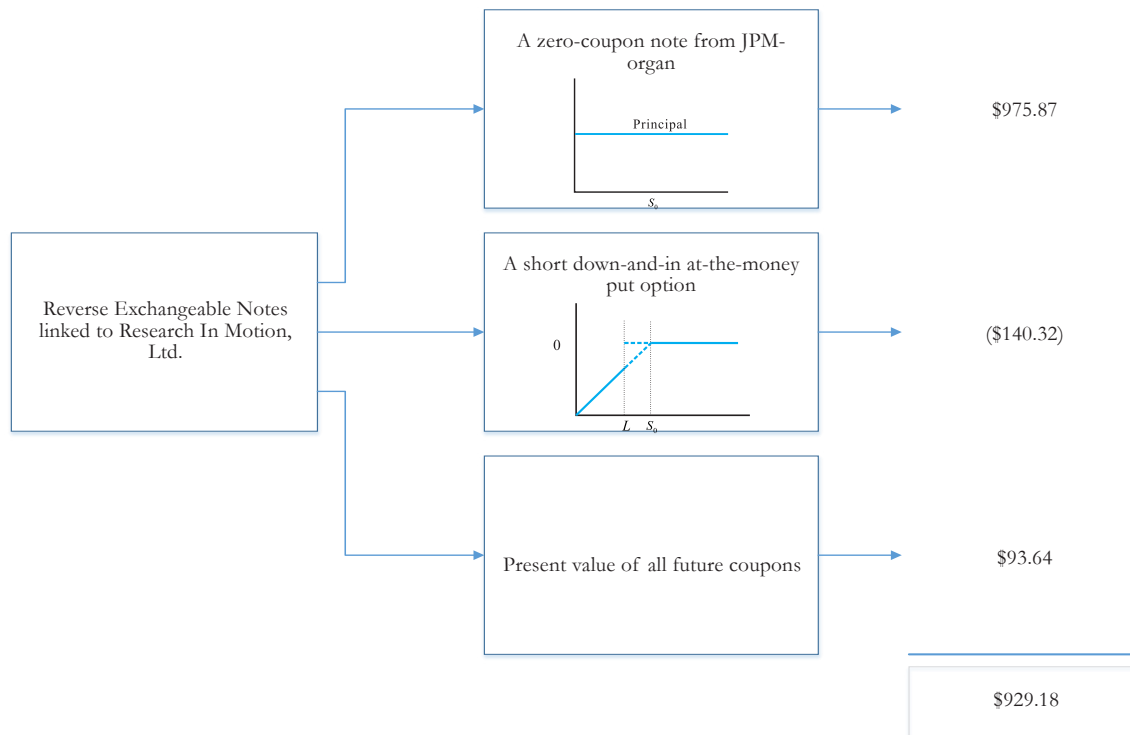 A zero-coupon note from JPM-
organ
Principal
S₀
$975.87
Reverse Exchangeable Notes
linked to Research In Motion,
Ltd.
A short down-and-in at-the-money
put option
0
L S₀
($140.32)
Present value of all future coupons
$93.64
$929.18